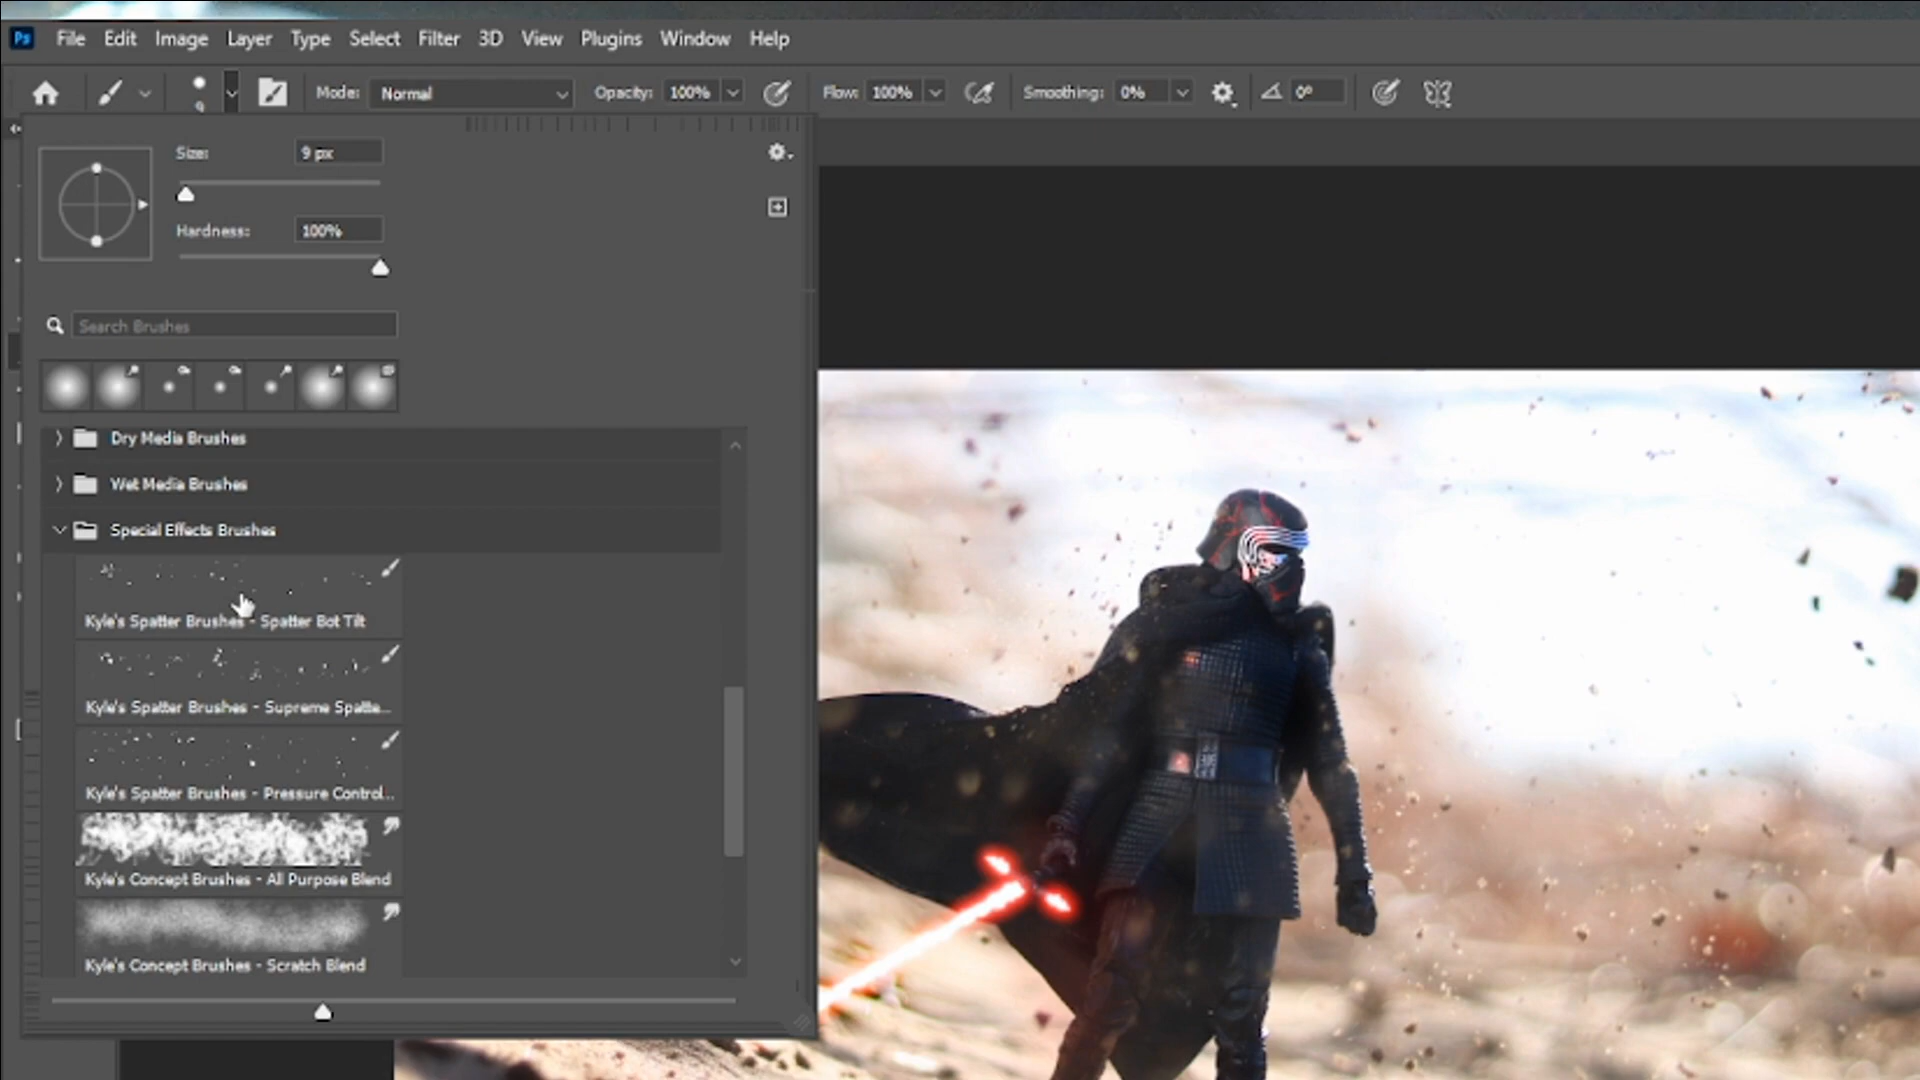 Ps File Edit Image Layer Type Select Filter 3D View Plugins Window Help
9 Mode: Normal Opacity: 100% Flow: 100% Smoothing: 0% 0°
Size: 9 px
Hardness: 100%
Search Brushes
Dry Media Brushes
Wet Media Brushes
Special Effects Brushes
Kyle's Spatter Brushes - Spatter Bot Tilt
Kyle's Spatter Brushes - Supreme Spatte...
Kyle's Spatter Brushes - Pressure Control...
Kyle's Concept Brushes - All Purpose Blend
Kyle's Concept Brushes - Scratch Blend